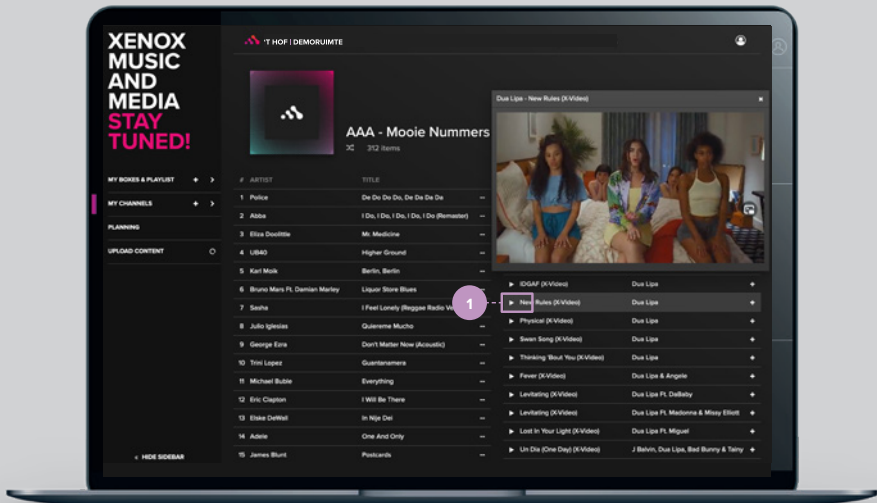 XENOX
MUSIC
AND
MEDIA
STAY
TUNED!
MY BOXES & PLAYLIST + >
MY CHANNELS + >
PLANNING
UPLOAD CONTENT
< HIDE SIDEBAR
'T HOF | DEMORUIMTE
AAA - Mooie Nummers
312 items
# ARTIST TITLE
1 Police De Do Do Do, De Da Da Da
2 Abba I Do, I Do, I Do, I Do, I Do (Remaster)
3 Eliza Doolittle Mr. Medicine
4 UB40 Higher Ground
5 Karl Moik Berlin, Berlin
6 Bruno Mars Ft. Damian Marley Liquor Store Blues
7 Sasha I Feel Lonely (Reggae Radio Ve
8 Julio Iglesias Quiereme Mucho
9 George Ezra Don't Matter Now (Acoustic)
10 Trini Lopez Guantanamera
11 Michael Buble Everything
12 Eric Clapton I Will Be There
13 Elske DeWall In Nije Dei
14 Adele One And Only
15 James Blunt Postcards
Dua Lipa - New Rules (X-Video) x
IDGAF (X-Video) Dua Lipa +
1
New Rules (X-Video) Dua Lipa +
Physical (X-Video) Dua Lipa +
Swan Song (X-Video) Dua Lipa +
Thinking 'Bout You (X-Video) Dua Lipa +
Fever (X-Video) Dua Lipa & Angele +
Levitating (X-Video) Dua Lipa Ft. DaBaby +
Levitating (X-Video) Dua Lipa Ft. Madonna & Missy Elliott +
Lost In Your Light (X-Video) Dua Lipa Ft. Miguel +
Un Dia (One Day) (X-Video) J Balvin, Dua Lipa, Bad Bunny & Tainy +